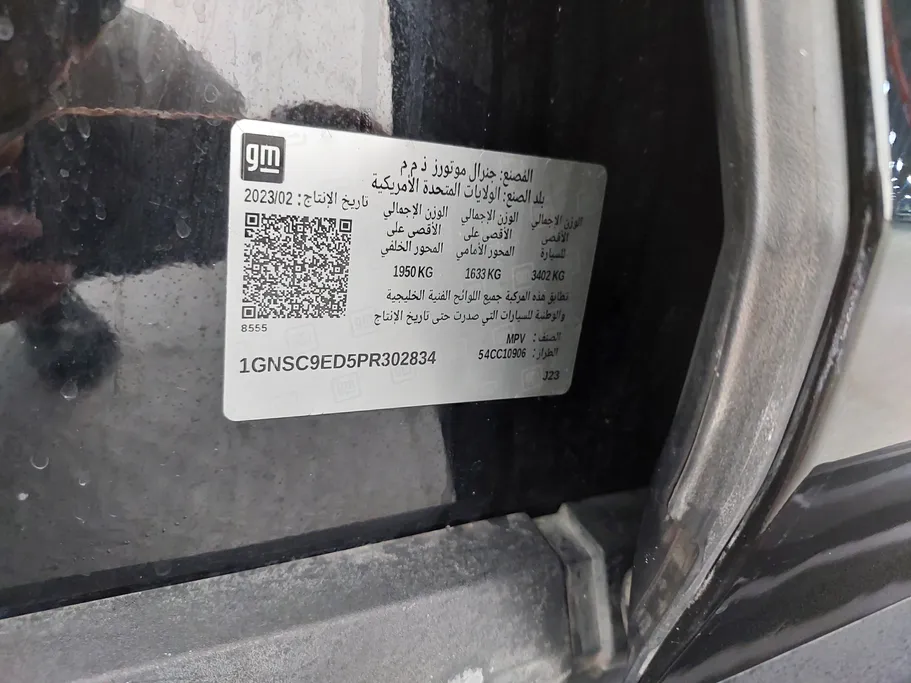 gm
المصنع: جنرال موتورز ذ م م
بلد الصنع: الولايات المتحدة الأمريكية
تاريخ الإنتاج: 2023/02
الوزن الإجمالي الوزن الإجمالي الوزن الإجمالي
الأقصى الأقصى على الأقصى على
للسيارة المحور الأمامي المحور الخلفي
3402 KG 1633 KG 1950 KG
تطابق هذه المركبة جميع اللوائح الفنية الخليجية
والوطنية للسيارات التي صدرت حتى تاريخ الإنتاج
8555
الصنف: MPV
الطراز: 54CC10906
1GNSC9ED5PR302834
J23